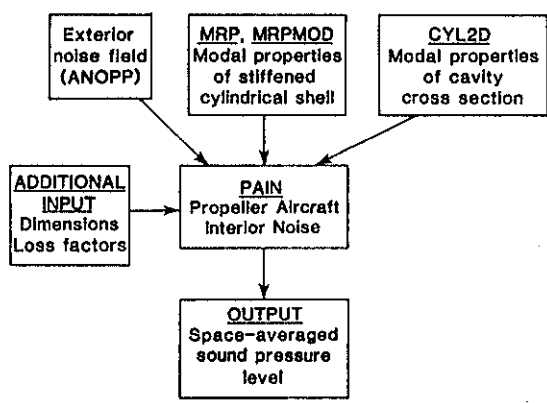 Exterior
noise field
(ANOPP)
MRP, MRPMOD
Modal properties
of stiffened
cylindrical shell
CYL2D
Modal properties
of cavity
cross section
ADDITIONAL
INPUT
Dimensions
Loss factors
PAIN
Propeller Aircraft
Interior Noise
OUTPUT
Space-averaged
sound pressure
level